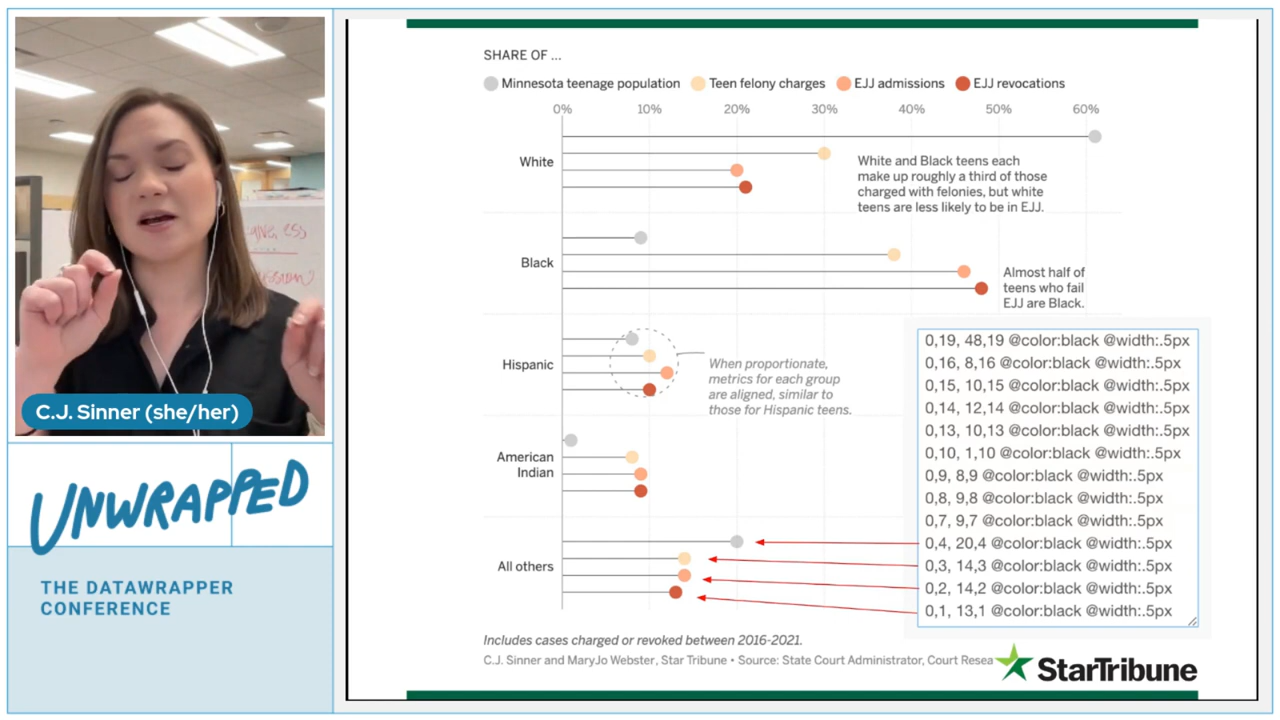 give, ess
C.J. Sinner (she/her)
UNWRAPPED
THE DATAWRAPPER
CONFERENCE
SHARE OF ...
Minnesota teenage population
Teen felony charges
EJJ admissions
EJJ revocations
0% 10% 20% 30% 40% 50% 60%
White
White and Black teens each
make up roughly a third of those
charged with felonies, but white
teens are less likely to be in EJJ.
Black
Almost half of
teens who fail
EJJ are Black.
Hispanic
When proportionate,
metrics for each group
are aligned, similar to
those for Hispanic teens.
American
Indian
All others
0,19, 48,19 @color:black @width:.5px
0,16, 8,16 @color:black @width:.5px
0,15, 10,15 @color:black @width:.5px
0,14, 12,14 @color:black @width:.5px
0,13, 10,13 @color:black @width:.5px
0,10, 1,10 @color:black @width:.5px
0,9, 8,9 @color:black @width:.5px
0,8, 9,8 @color:black @width:.5px
0,7, 9,7 @color:black @width:.5px
0,4, 20,4 @color:black @width:.5px
0,3, 14,3 @color:black @width:.5px
0,2, 14,2 @color:black @width:.5px
0,1, 13,1 @color:black @width:.5px
Includes cases charged or revoked between 2016-2021.
C.J. Sinner and MaryJo Webster, Star Tribune • Source: State Court Administrator, Court Resea
StarTribune